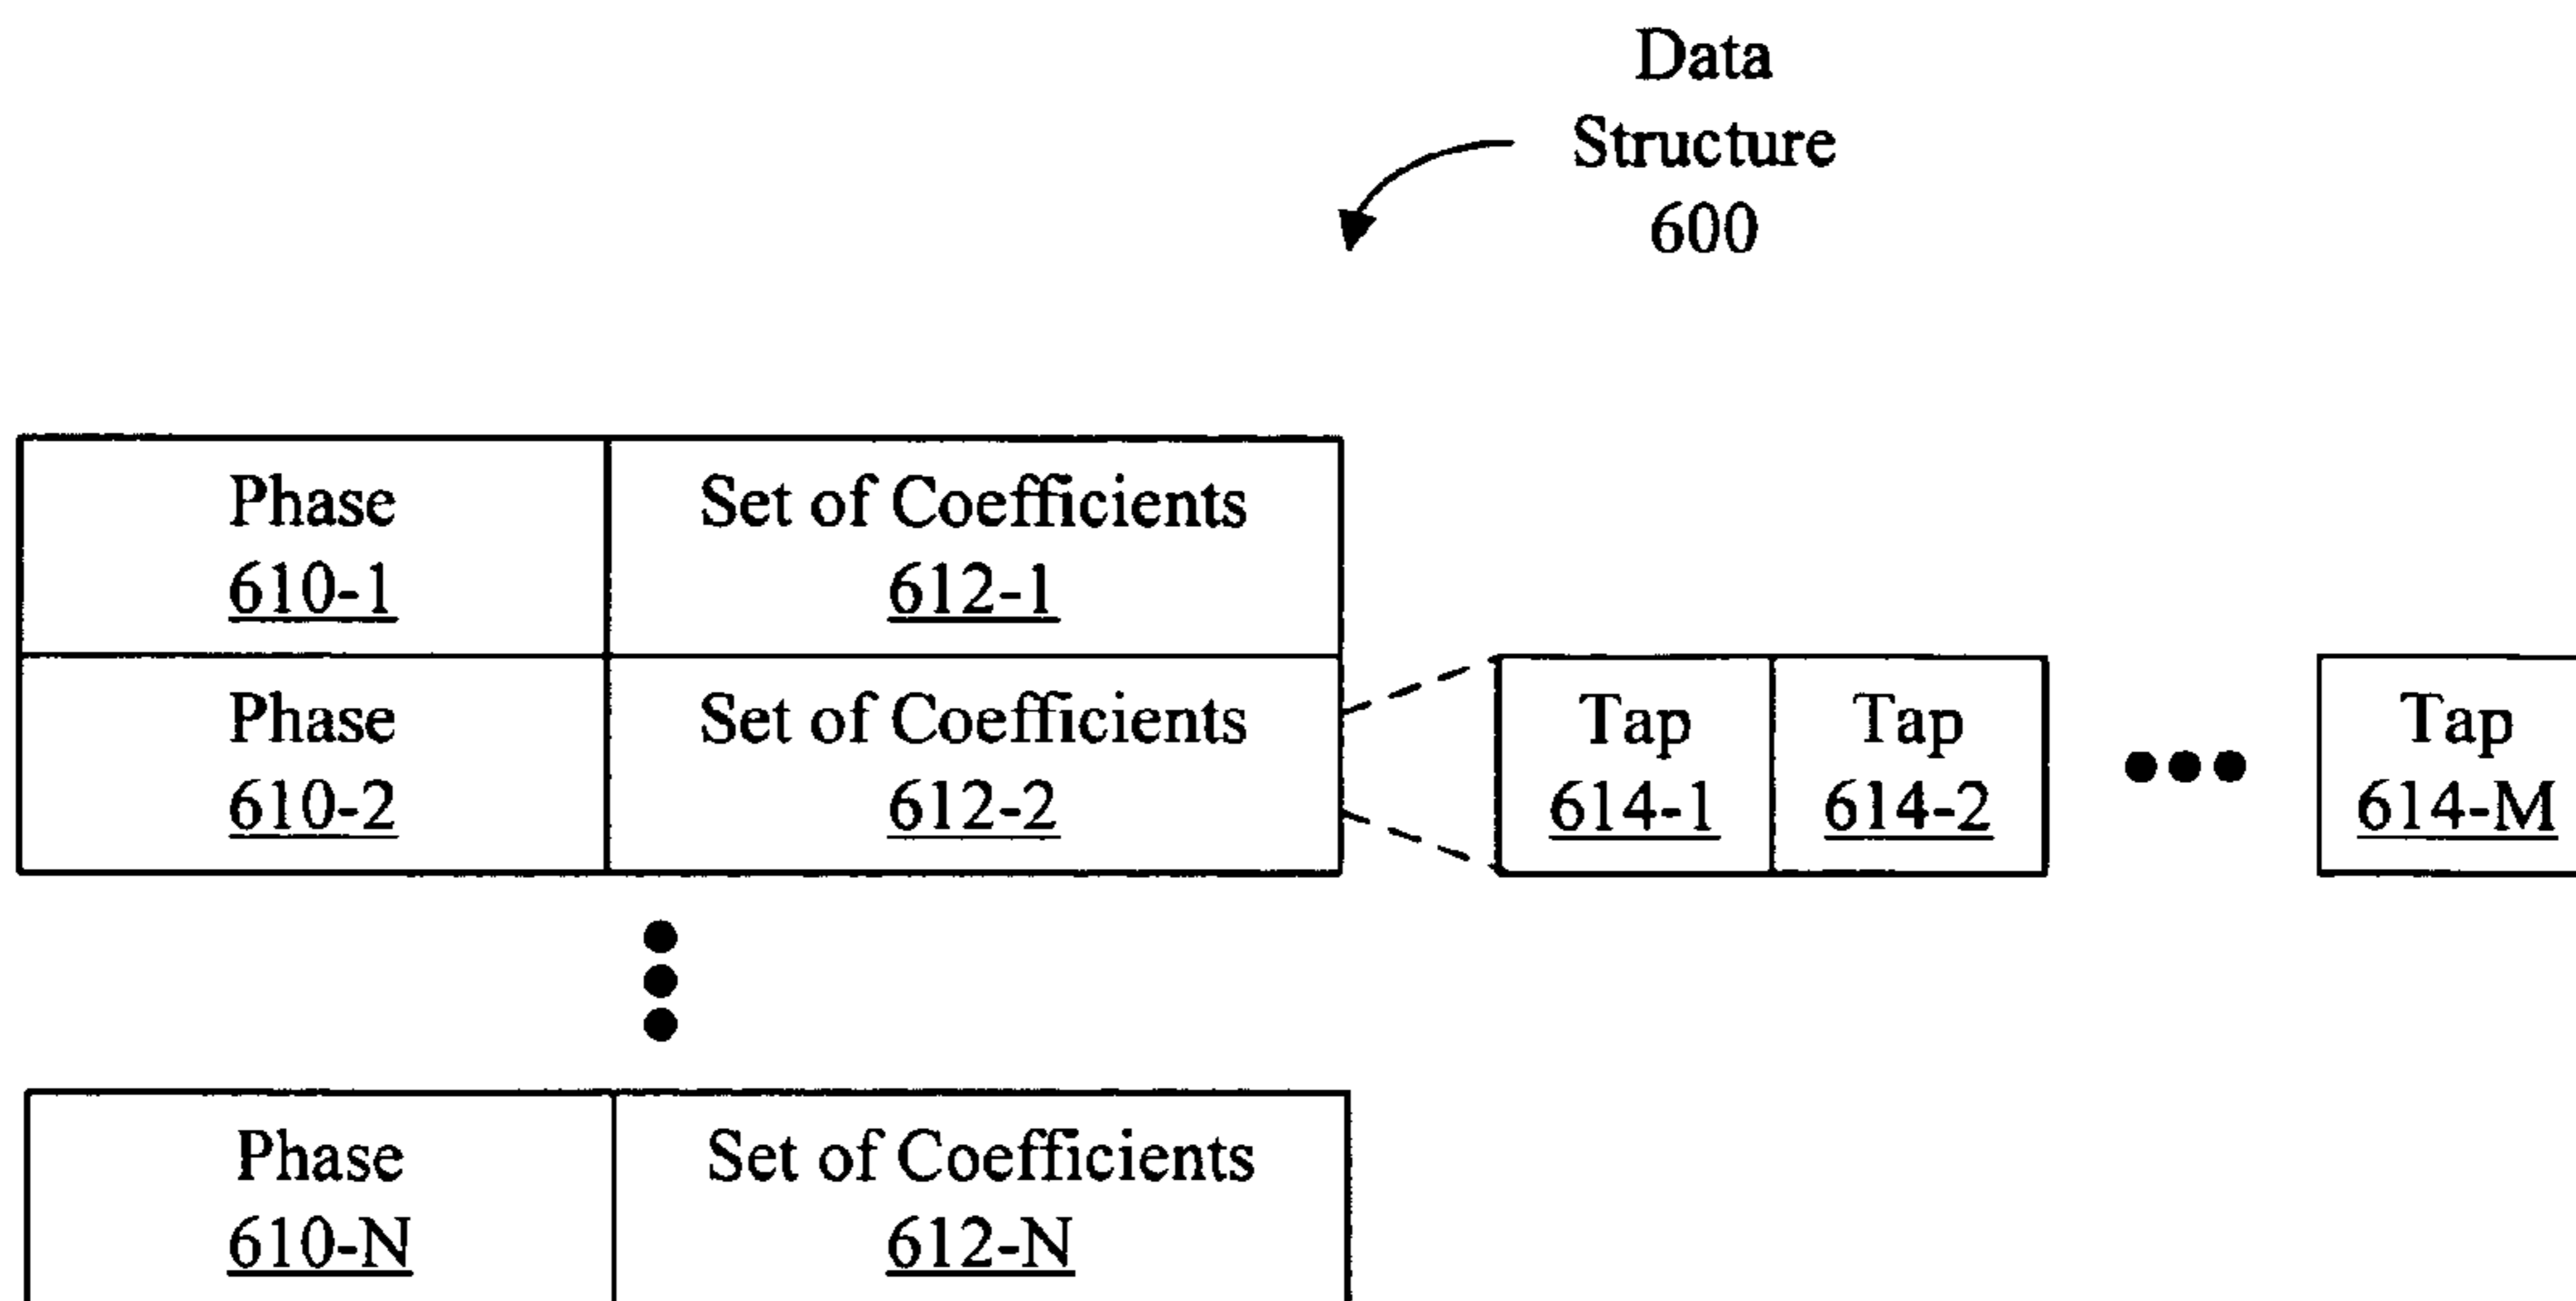 Data
Structure
600
Phase
610-1
Set of Coefficients
612-1
Phase
610-2
Set of Coefficients
612-2
Tap
614-1
Tap
614-2
Tap
614-M
Phase
610-N
Set of Coefficients
612-N